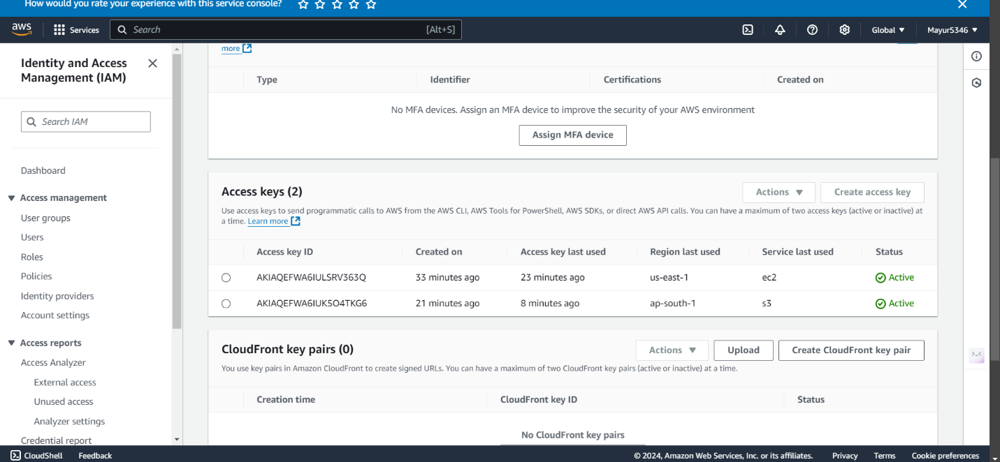 How would you rate your experience with this service console?
aws
Services
Search
[Alt+S]
Global
Mayur5346
Identity and Access
Management (IAM)
Search IAM
Dashboard
Access management
User groups
Users
Roles
Policies
Identity providers
Account settings
Access reports
Access Analyzer
External access
Unused access
Analyzer settings
Credential report
more
Type Identifier Certifications Created on
No MFA devices. Assign an MFA device to improve the security of your AWS environment
Assign MFA device
Access keys (2)
Actions
Create access key
Use access keys to send programmatic calls to AWS from the AWS CLI, AWS Tools for PowerShell, AWS SDKs, or direct AWS API calls. You can have a maximum of two access keys (active or inactive) at
a time. Learn more
Access key ID Created on Access key last used Region last used Service last used Status
AKIAQEFWA6IULSRV363Q 33 minutes ago 23 minutes ago us-east-1 ec2 Active
AKIAQEFWA6IUK5O4TKG6 21 minutes ago 8 minutes ago ap-south-1 s3 Active
CloudFront key pairs (0)
Actions
Upload
Create CloudFront key pair
You use key pairs in Amazon CloudFront to create signed URLs. You can have a maximum of two CloudFront key pairs (active or inactive) at a time.
Creation time CloudFront key ID Status
No CloudFront key pairs
CloudShell Feedback © 2024, Amazon Web Services, Inc. or its affiliates. Privacy Terms Cookie preferences